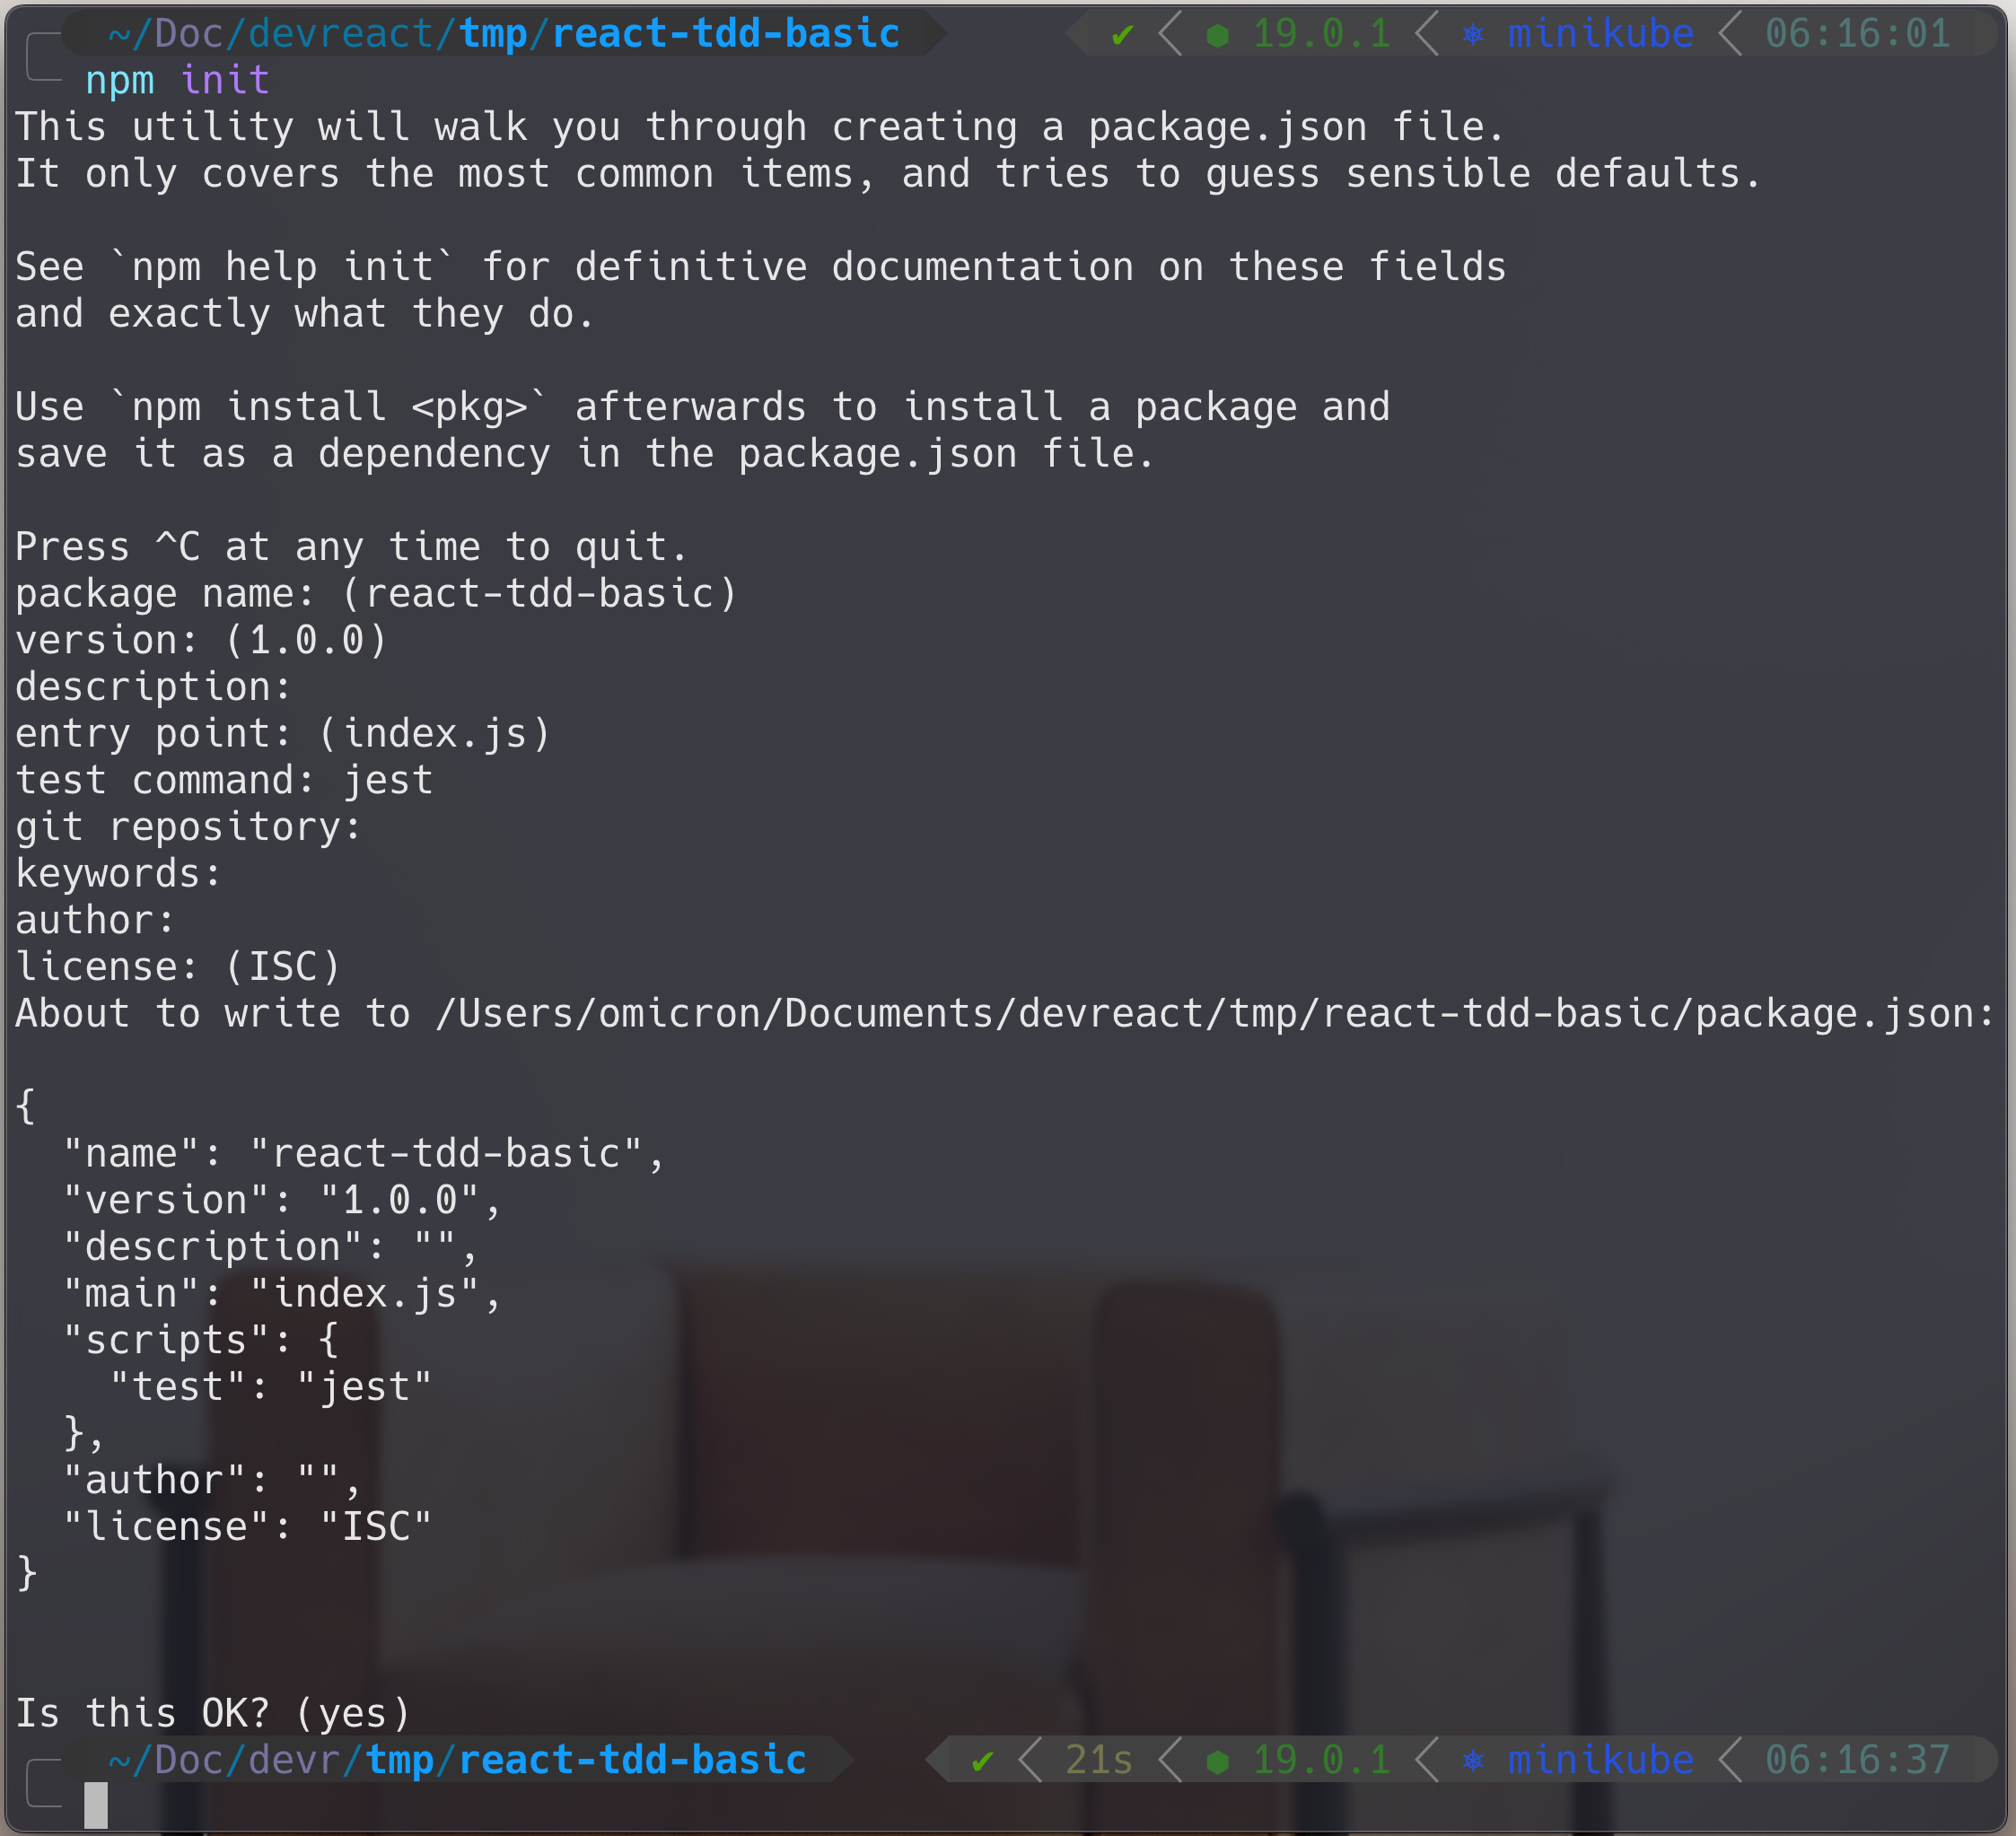 ~/Doc/devreact/tmp/react-tdd-basic ✔ 19.0.1 minikube 06:16:01
npm init
This utility will walk you through creating a package.json file.
It only covers the most common items, and tries to guess sensible defaults.
See `npm help init` for definitive documentation on these fields
and exactly what they do.
Use `npm install <pkg>` afterwards to install a package and
save it as a dependency in the package.json file.
Press ^C at any time to quit.
package name: (react-tdd-basic)
version: (1.0.0)
description:
entry point: (index.js)
test command: jest
git repository:
keywords:
author:
license: (ISC)
About to write to /Users/omicron/Documents/devreact/tmp/react-tdd-basic/package.json:
{
  "name": "react-tdd-basic",
  "version": "1.0.0",
  "description": "",
  "main": "index.js",
  "scripts": {
    "test": "jest"
  },
  "author": "",
  "license": "ISC"
}
Is this OK? (yes)
~/Doc/devr/tmp/react-tdd-basic ✔ 21s 19.0.1 minikube 06:16:37